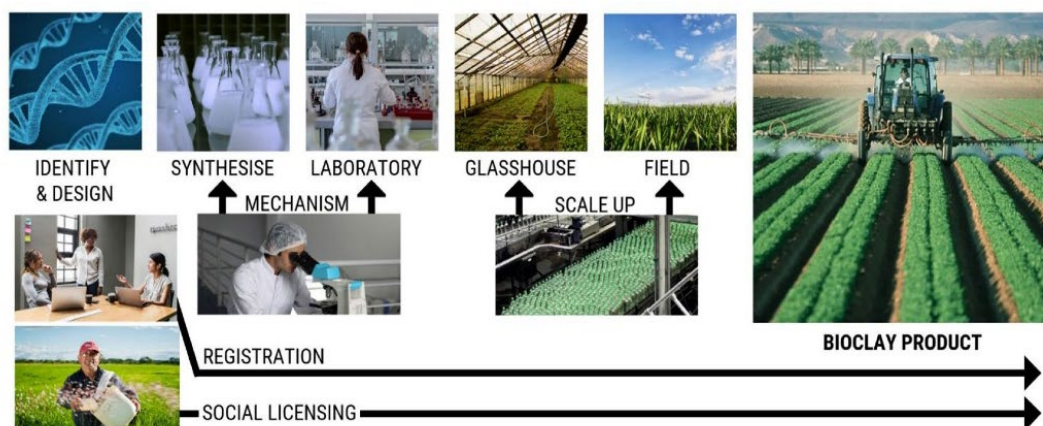 IDENTIFY
& DESIGN
SYNTHESISE
LABORATORY
GLASSHOUSE
FIELD
MECHANISM
SCALE UP
BIOCLAY PRODUCT
REGISTRATION
SOCIAL LICENSING